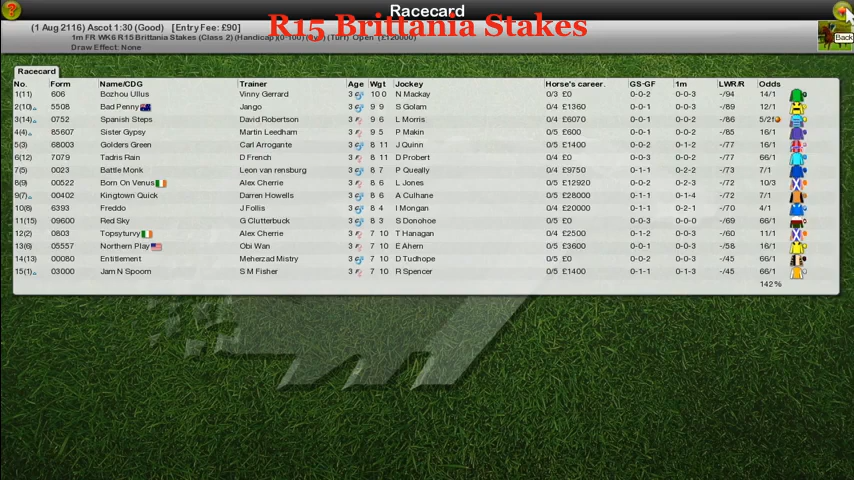 Racecard
R15 Brittania Stakes
(1 Aug 2116) Ascot 1:30 (Good) [Entry Fee: £90]
1m FR WK6 R15 Brittania Stakes (Class 2) (Handicap) (0-100) (3yo) (Turf) Open (£120000)
Draw Effect: None
Back
Racecard
No. Form Name/CDG Trainer Age Wgt Jockey Horse's career. GS-GF 1m LWR/R Odds
1(11) 606 Bozhou Ullus Vinny Gerrard 3 10 0 N Mackay 0/3 £0 0-0-2 0-0-3 -/94 14/1
2(10) 5508 Bad Penny Jango 3 9 9 S Golam 0/4 £1360 0-0-1 0-0-3 -/89 12/1
3(14) 0752 Spanish Steps David Robertson 3 9 6 L Morris 0/4 £6070 0-0-1 0-0-2 -/86 5/2f
4(4) 85607 Sister Gypsy Martin Leedham 3 9 5 P Makin 0/5 £600 0-0-1 0-0-2 -/85 16/1
5(3) 68003 Golders Green Carl Arrogante 3 8 11 J Quinn 0/5 £1400 0-0-2 0-1-2 -/77 16/1
6(12) 7079 Tadris Rain D French 3 8 11 D Probert 0/4 £0 0-0-3 0-0-2 -/77 66/1
7(5) 0023 Battle Monk Leon van rensburg 3 8 7 P Queally 0/4 £9750 0-1-1 0-0-2 -/73 7/1
8(9) 00522 Born On Venus Alex Cherrie 3 8 6 L Jones 0/5 £12920 0-0-2 0-2-3 -/72 10/3
9(7) 00402 Kingtown Quick Darren Howells 3 8 6 A Culhane 0/5 £28000 0-1-1 0-1-4 -/72 7/1
10(8) 6393 Freddo J Follis 3 8 4 I Mongan 0/4 £20000 0-1-1 0-2-1 -/70 4/1
11(15) 09600 Red Sky G Clutterbuck 3 8 3 S Donohoe 0/5 £0 0-0-3 0-0-0 -/69 66/1
12(2) 0803 Topsyturvy Alex Cherrie 3 7 10 T Hanagan 0/4 £2500 0-1-2 0-0-3 -/60 11/1
13(6) 05557 Northern Play Obi Wan 3 7 10 E Ahern 0/5 £3600 0-0-1 0-0-3 -/58 16/1
14(13) 00080 Entitlement Meherzad Mistry 3 7 10 D Tudhope 0/5 £0 0-0-2 0-0-3 -/45 66/1
15(1) 03000 Jam N Spoom S M Fisher 3 7 10 R Spencer 0/5 £1400 0-1-1 0-1-3 -/45 66/1
142%